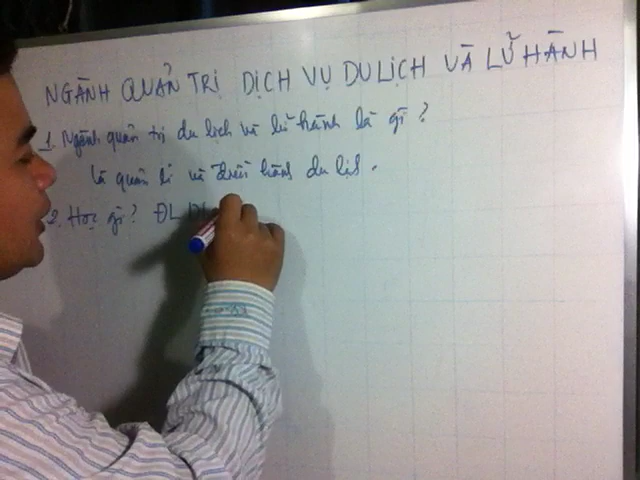 NGÀNH QUẢN TRỊ DỊCH VỤ DU LỊCH VÀ LỮ HÀNH
1. Ngành quản trị du lịch và lữ hành là gì?
là quản lí và điều hành du lịch.
2. Học gì? ĐL